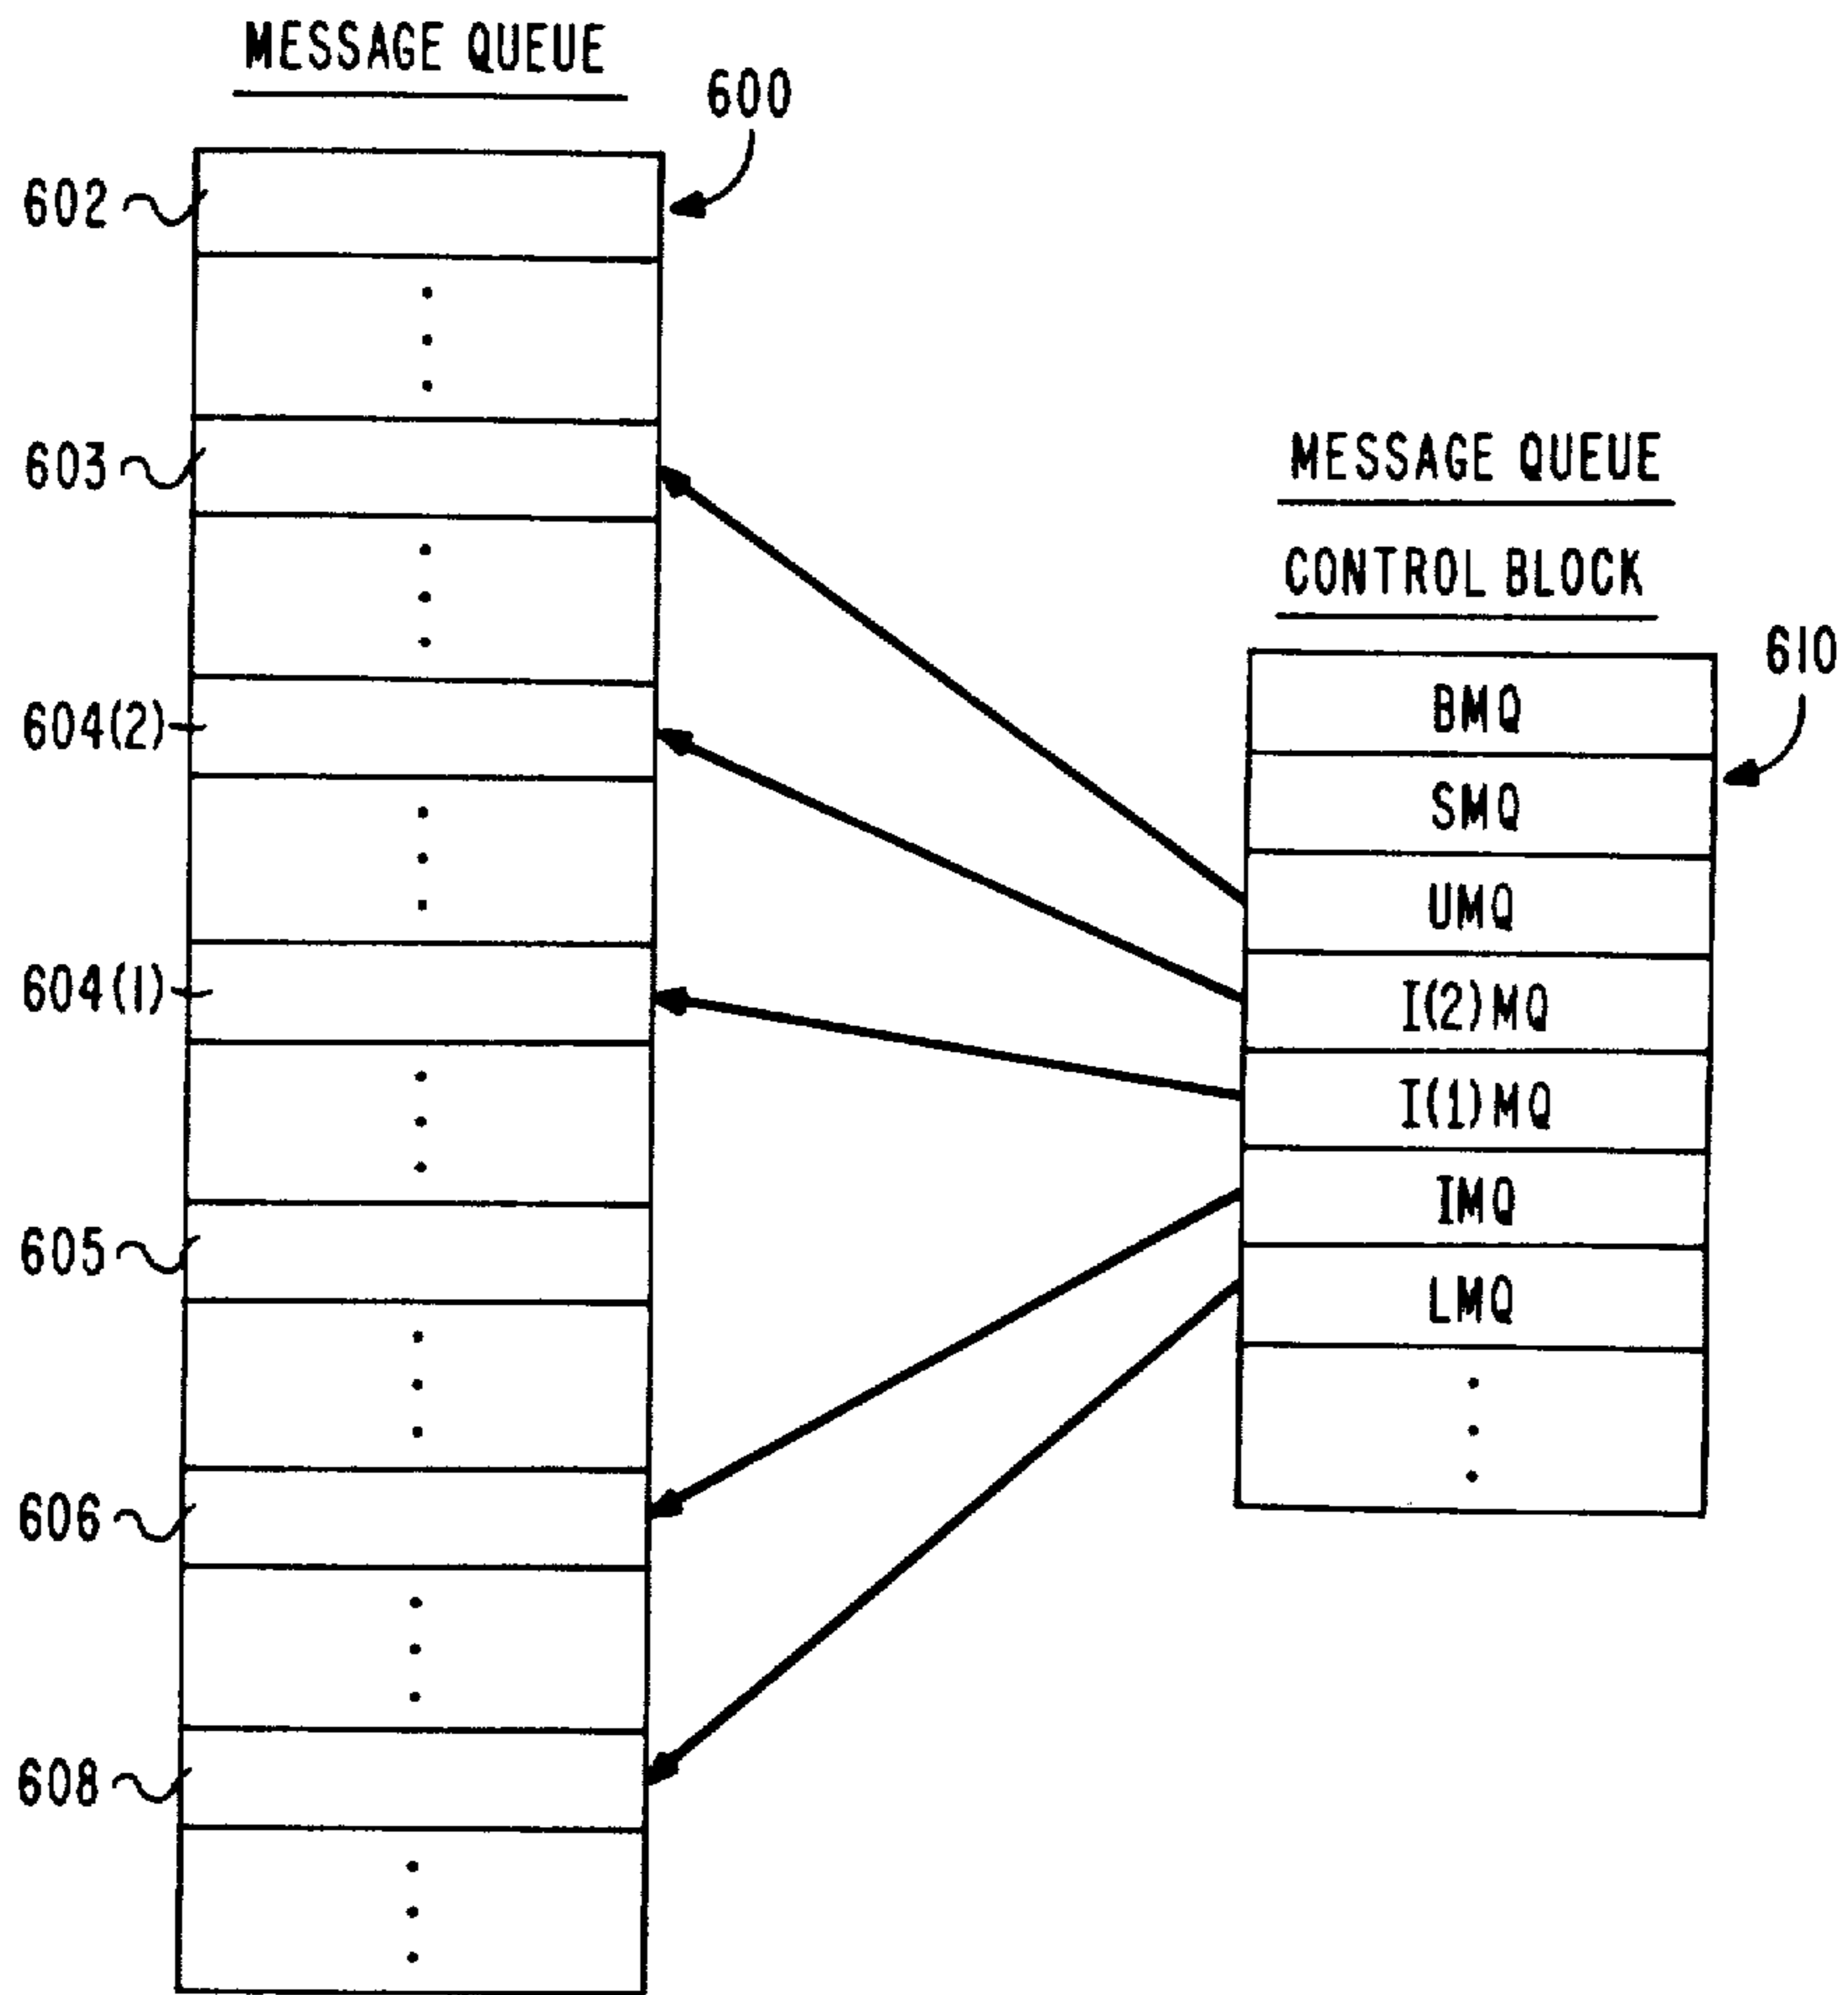 MESSAGE QUEUE
600
602
603
604(2)
604(1)
605
606
608
MESSAGE QUEUE
CONTROL BLOCK
610
BMQ
SMQ
UMQ
I(2)MQ
I(1)MQ
IMQ
LMQ